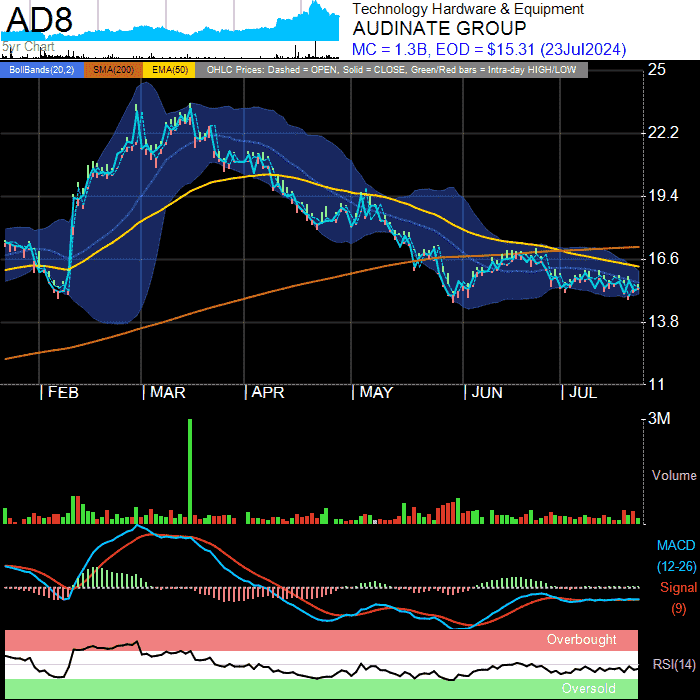 AD8
5yr Chart
Technology Hardware & Equipment
AUDINATE GROUP
MC = 1.3B, EOD = $15.31 (23Jul2024)
BollBands(20,2) SMA(200) EMA(50) OHLC Prices: Dashed = OPEN, Solid = CLOSE, Green/Red bars = Intra-day HIGH/LOW
25
22.2
19.4
16.6
13.8
11
FEB MAR APR MAY JUN JUL
3M
Volume
MACD
(12-26)
Signal
(9)
Overbought
RSI(14)
Oversold